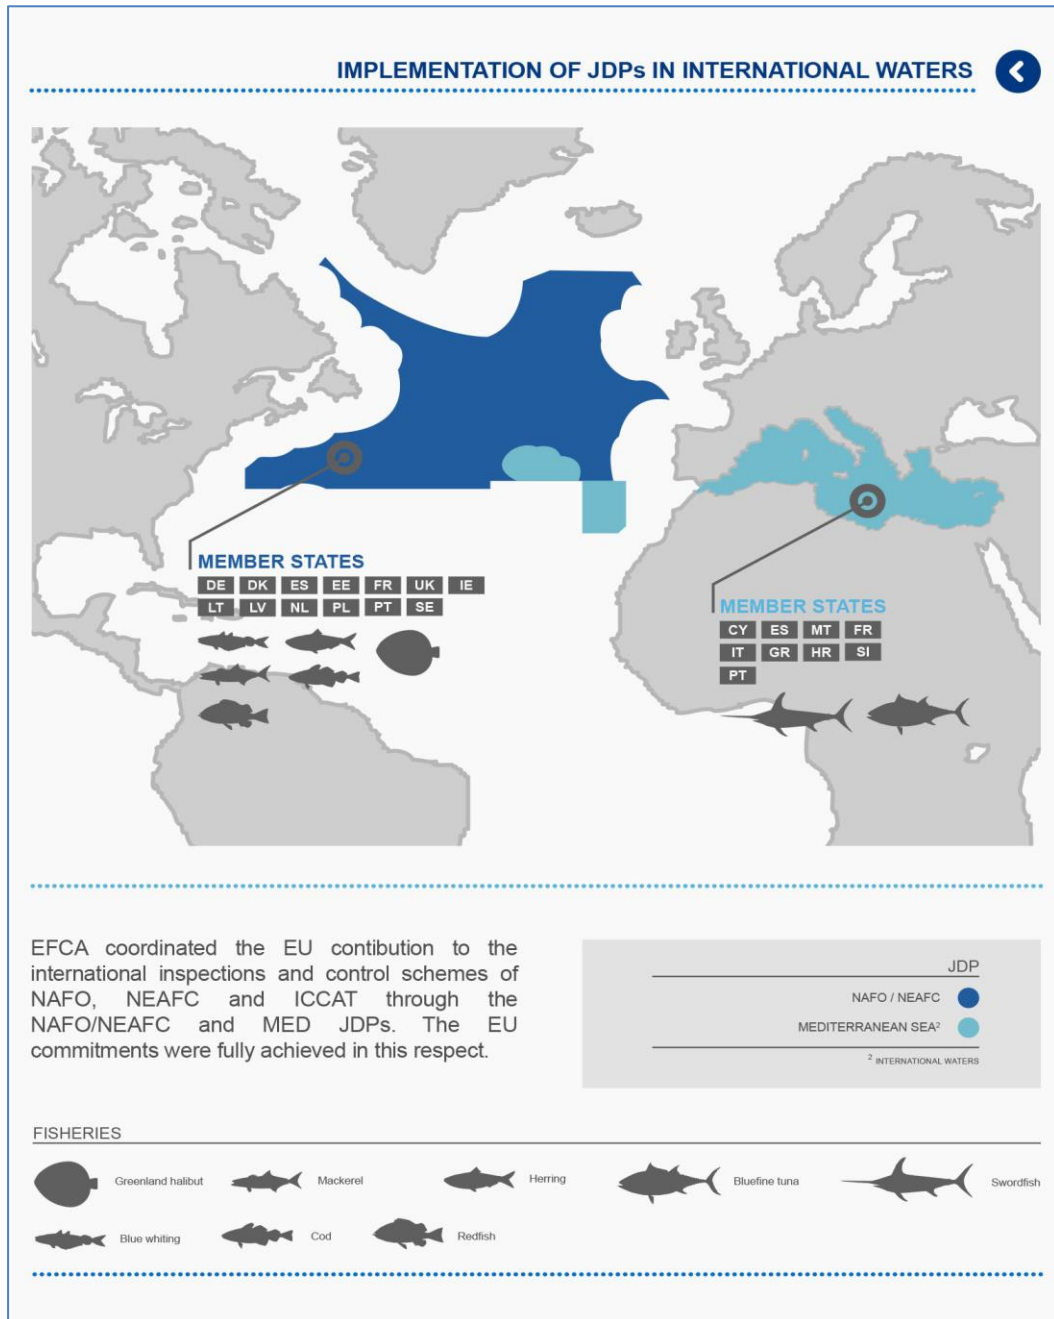 IMPLEMENTATION OF JDPs IN INTERNATIONAL WATERS
MEMBER STATES
DE DK ES EE FR UK IE
LT LV NL PL PT SE
MEMBER STATES
CY ES MT FR
IT GR HR SI
PT
EFCA coordinated the EU contibution to the
international inspections and control schemes of
NAFO, NEAFC and ICCAT through the
NAFO/NEAFC and MED JDPs. The EU
commitments were fully achieved in this respect.
JDP
NAFO / NEAFC
MEDITERRANEAN SEA²
² INTERNATIONAL WATERS
FISHERIES
Greenland halibut Mackerel Herring Bluefine tuna Swordfish
Blue whiting Cod Redfish